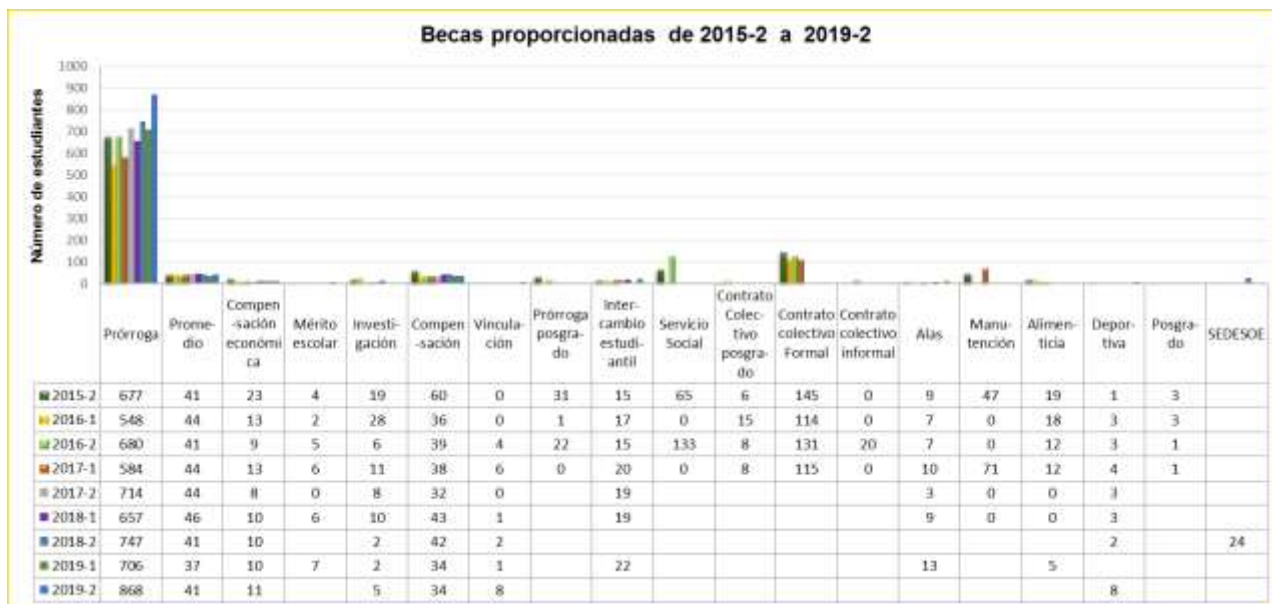 Becas proporcionadas de 2015-2 a 2019-2
Número de estudiantes
1000
900
800
700
600
500
400
300
200
100
0
Prórroga Prome-dio Compen-sación económi-ca Mérito escolar Investi-gación Compen-sación Vincula-ción Prórroga posgra-do Inter-cambio estudi-antil Servicio Social Contrato Colec-tivo posgra-do Contrato colectivo Formal Contrato colectivo informal Alas Manu-tención Alimen-ticia Depor-tiva Posgra-do SEDESOE
2015-2 677 41 23 4 19 60 0 31 15 65 6 145 0 9 47 19 1 3
2016-1 548 44 13 2 28 36 0 1 17 0 15 114 0 7 0 18 3 3
2016-2 680 41 9 5 6 39 4 22 15 133 8 131 20 7 0 12 3 1
2017-1 584 44 13 6 11 38 6 0 20 0 8 115 0 10 71 12 4 1
2017-2 714 44 8 0 8 32 0 19 3 0 0 3
2018-1 657 46 10 6 10 43 1 19 9 0 0 3
2018-2 747 41 10 2 42 2 2 24
2019-1 706 37 10 7 2 34 1 22 13 5
2019-2 868 41 11 5 34 8 8